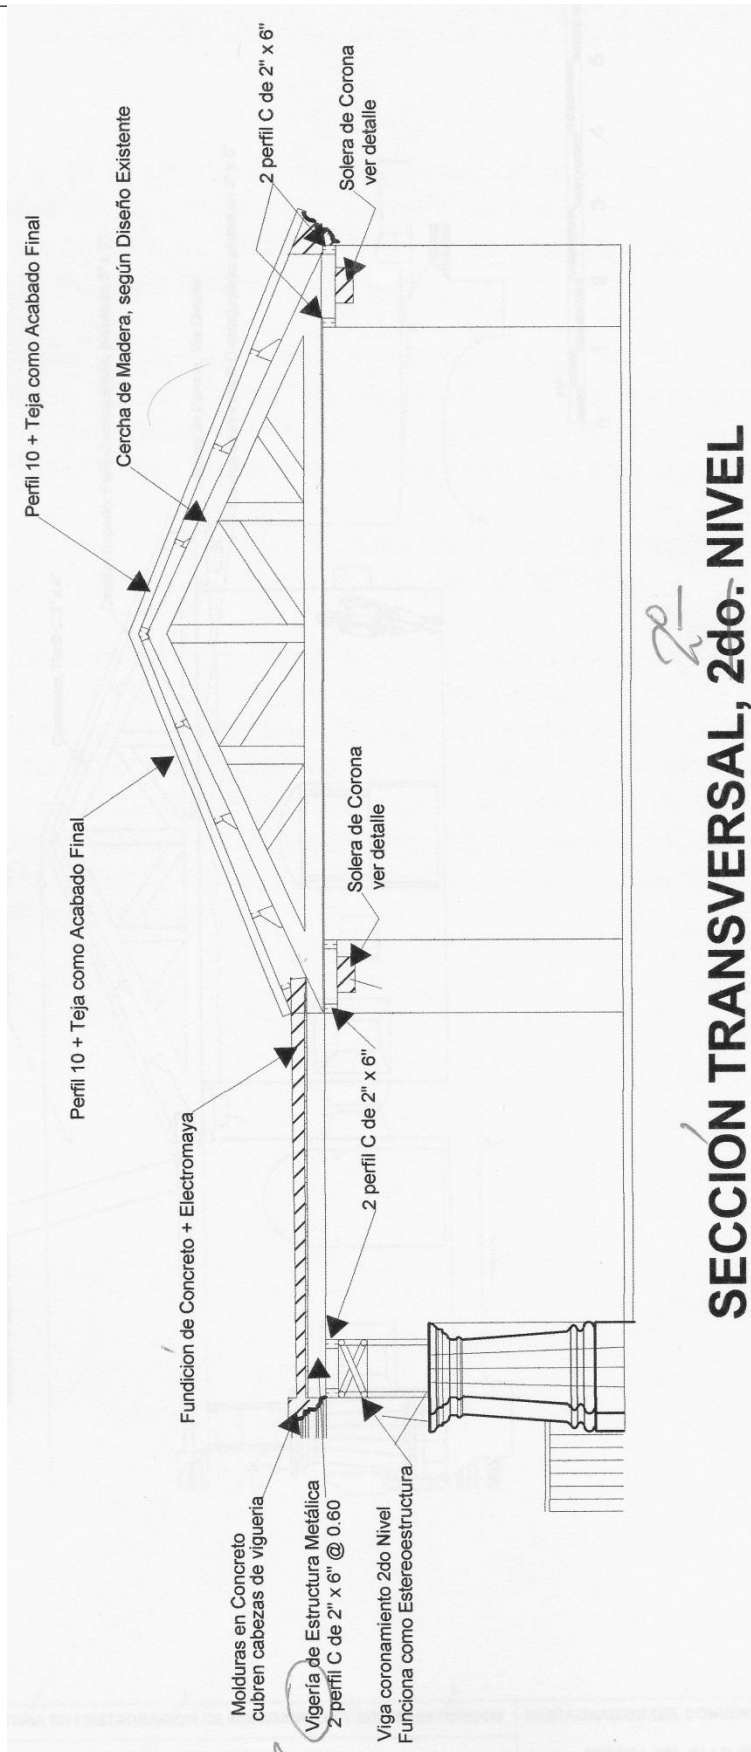 Perfil 10 + Teja como Acabado Final
Cercha de Madera, según Diseño Existente
2 perfil C de 2" x 6"
Solera de Corona
ver detalle
Perfil 10 + Teja como Acabado Final
Solera de Corona
ver detalle
Fundicion de Concreto + Electromaya
2 perfil C de 2" x 6"
Molduras en Concreto
cubren cabezas de vigueria
Vigería de Estructura Metálica
2 perfil C de 2" x 6" @ 0.60
Viga coronamiento 2do Nivel
Funciona como Estereoestructura
2º
SECCIÓN TRANSVERSAL, 2do. NIVEL